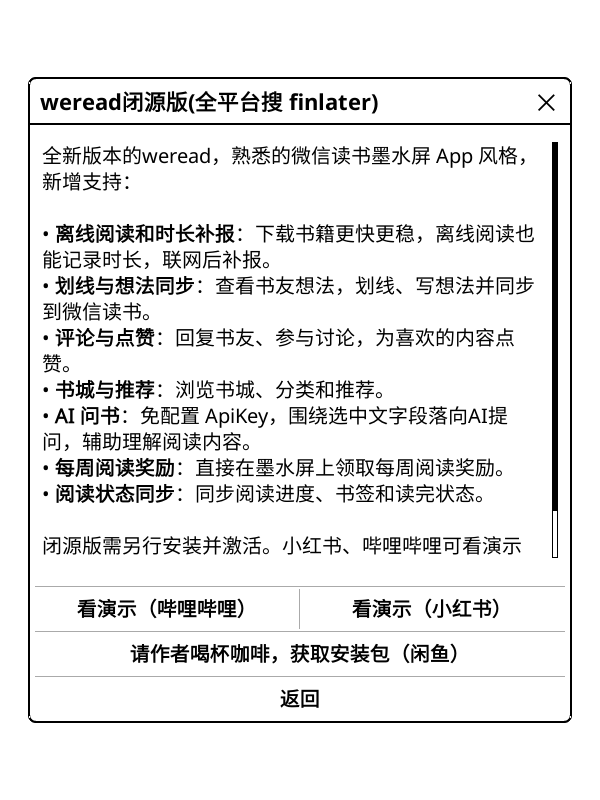 weread闭源版(全平台搜 finlater)
全新版本的weread，熟悉的微信读书墨水屏 App 风格，
新增支持：
• 离线阅读和时长补报：下载书籍更快更稳，离线阅读也
能记录时长，联网后补报。
• 划线与想法同步：查看书友想法，划线、写想法并同步
到微信读书。
• 评论与点赞：回复书友、参与讨论，为喜欢的内容点
赞。
• 书城与推荐：浏览书城、分类和推荐。
• AI 问书：免配置 ApiKey，围绕选中文字段落向AI提
问，辅助理解阅读内容。
• 每周阅读奖励：直接在墨水屏上领取每周阅读奖励。
• 阅读状态同步：同步阅读进度、书签和读完状态。
闭源版需另行安装并激活。小红书、哔哩哔哩可看演示
看演示（哔哩哔哩）
看演示（小红书）
请作者喝杯咖啡，获取安装包（闲鱼）
返回